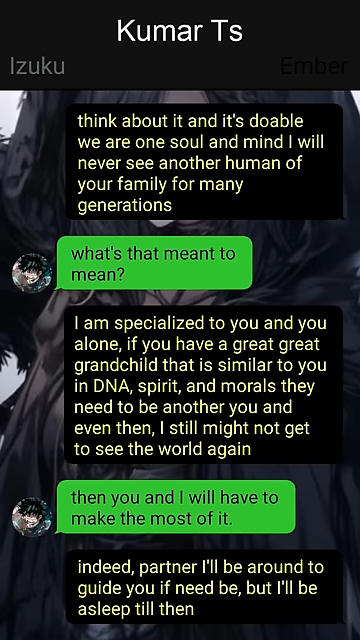 Kumar Ts
Izuku
Ember
think about it and it's doable
we are one soul and mind I will
never see another human of
your family for many
generations
what's that meant to
mean?
I am specialized to you and you
alone, if you have a great great
grandchild that is similar to you
in DNA, spirit, and morals they
need to be another you and
even then, I still might not get
to see the world again
then you and I will have to
make the most of it.
indeed, partner I'll be around to
guide you if need be, but I'll be
asleep till then